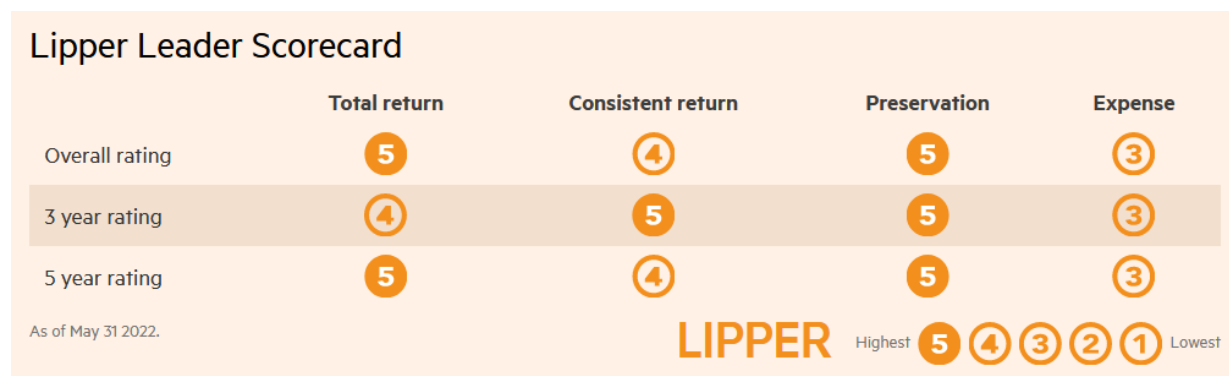 Lipper Leader Scorecard
Total return Consistent return Preservation Expense
Overall rating 5 4 5 3
3 year rating 4 5 5 3
5 year rating 5 4 5 3
As of May 31 2022. LIPPER Highest 5 4 3 2 1 Lowest